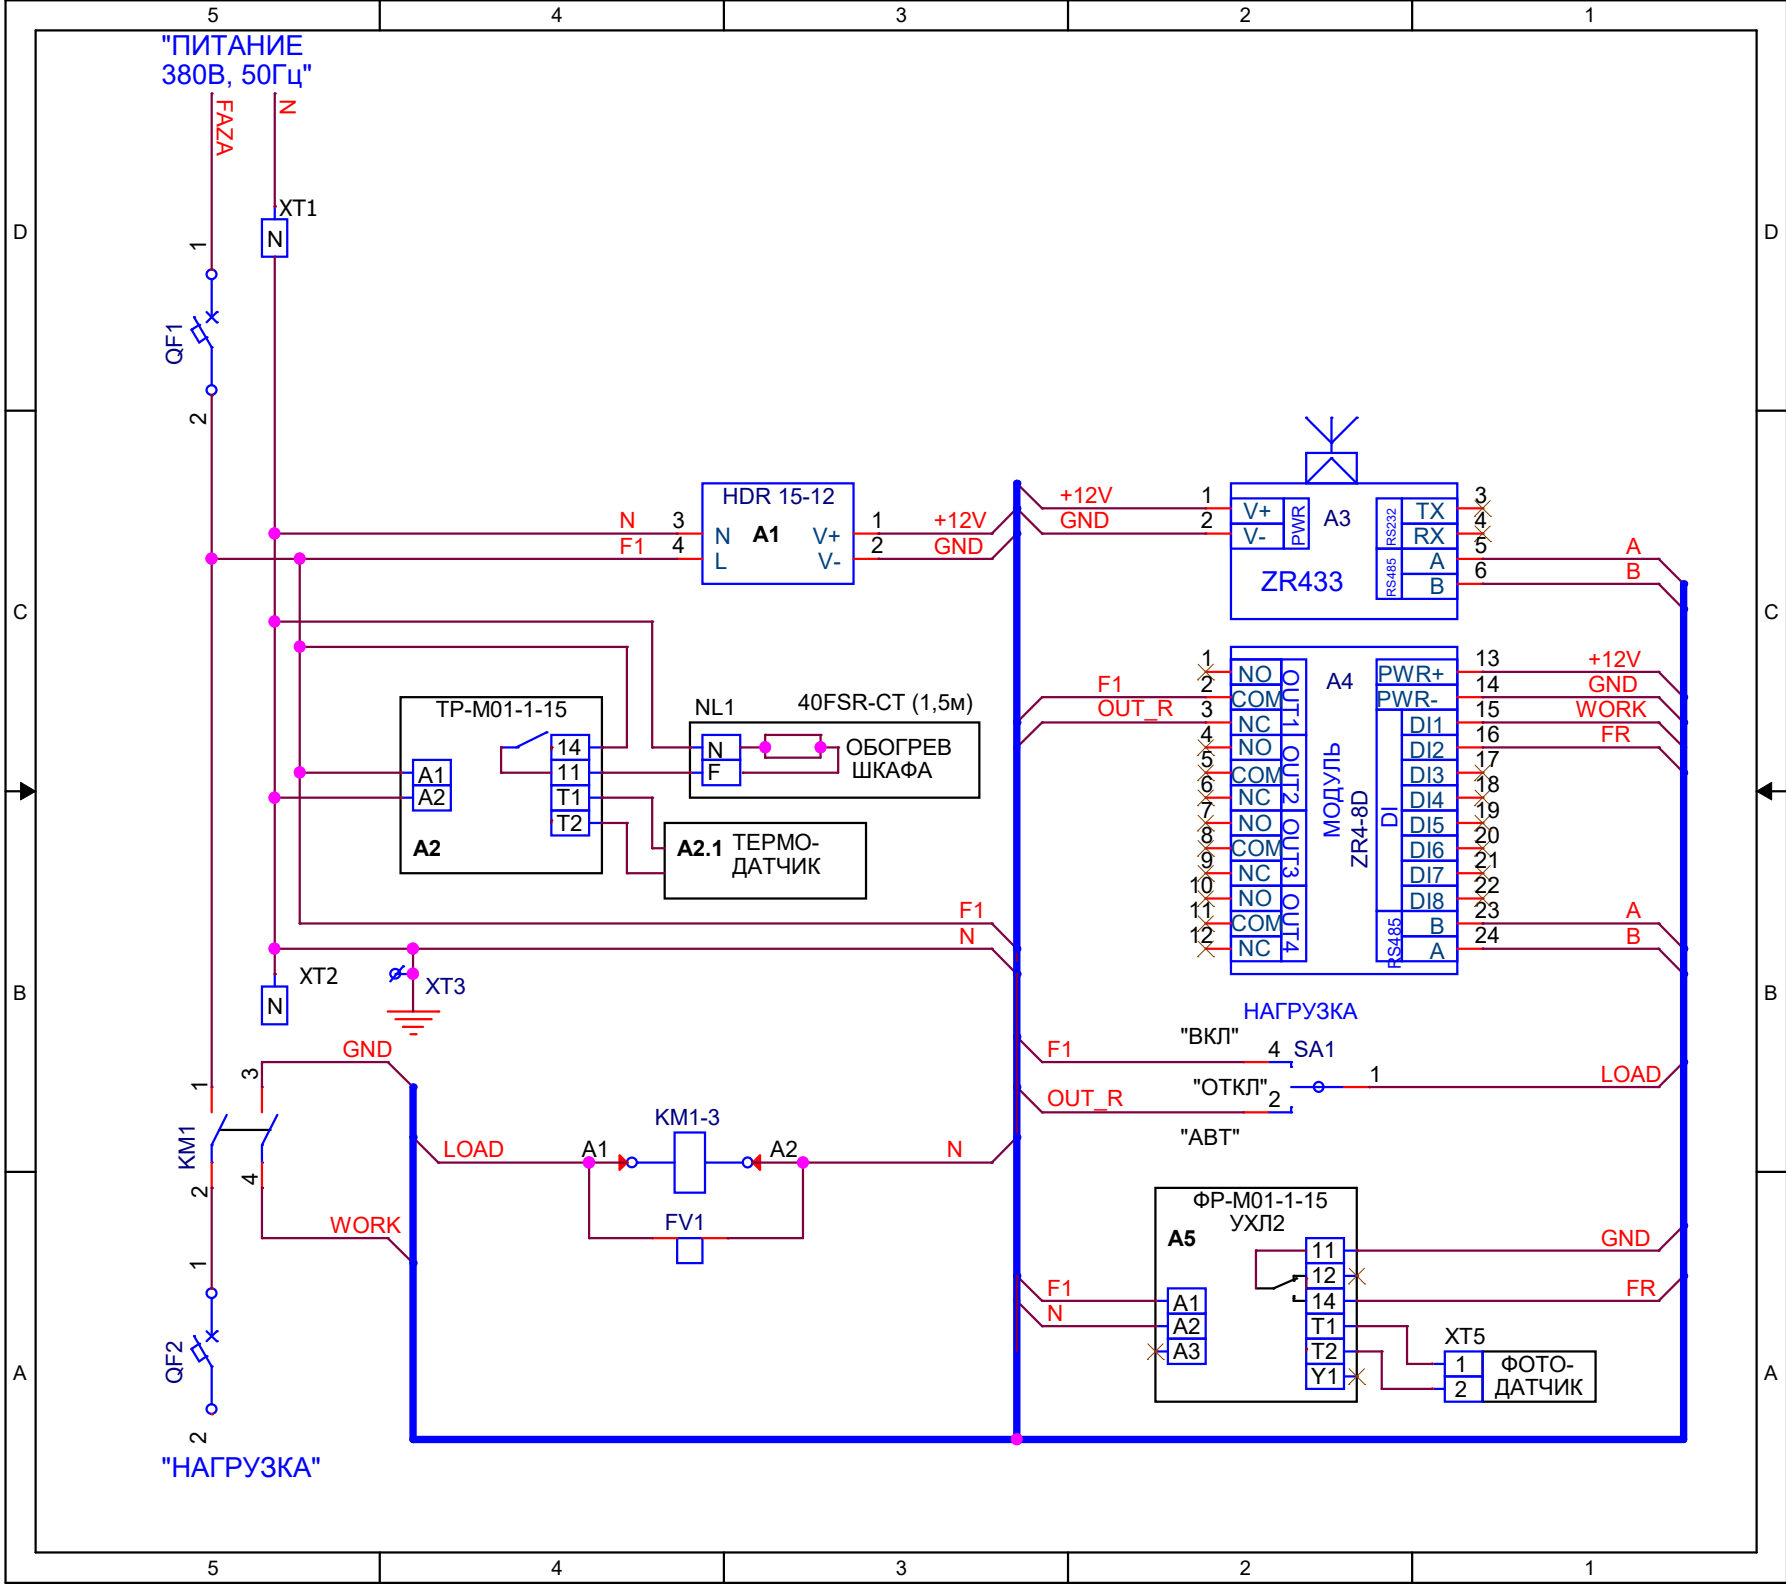 5 4 3 2 1
"ПИТАНИЕ
380В, 50Гц"
FAZA
N
XT1
N
D
D
1
QF1
2
HDR 15-12
N 3 N A1 V+ 1 +12V
F1 4 L V- 2 GND
+12V 1 V+
GND 2 V-
PWR
A3
ZR433
RS232
TX 3
RX 4
RS485
A 5 A
B 6 B
C
C
ТР-М01-1-15
14
11
T1
T2
A1
A2
A2
NL1
40FSR-CT (1,5м)
N
F
ОБОГРЕВ
ШКАФА
A2.1 ТЕРМО-
ДАТЧИК
F1
N
1 NO
F1 2 COM
OUT_R 3 NC
OUT1
4 NO
5 COM
6 NC
OUT2
7 NO
8 COM
9 NC
OUT3
10 NO
11 COM
12 NC
OUT4
A4
МОДУЛЬ
ZR4-8D
PWR+ 13 +12V
PWR- 14 GND
DI
DI1 15 WORK
DI2 16 FR
DI3 17
DI4 18
DI5 19
DI6 20
DI7 21
DI8 22
RS485
B 23 A
A 24 B
XT2
N
XT3
B
B
GND
1
3
KM1
2
4
WORK
LOAD
KM1-3
A1
A2
N
FV1
НАГРУЗКА
"ВКЛ"
F1 4 SA1
"ОТКЛ" 1 LOAD
OUT_R 2
"АВТ"
ФР-М01-1-15
УХЛ2
A5
11 GND
12
14 FR
T1
T2
Y1
F1 A1
N A2
A3
XT5
1
2
ФОТО-
ДАТЧИК
1
QF2
2
"НАГРУЗКА"
A
A
5 4 3 2 1